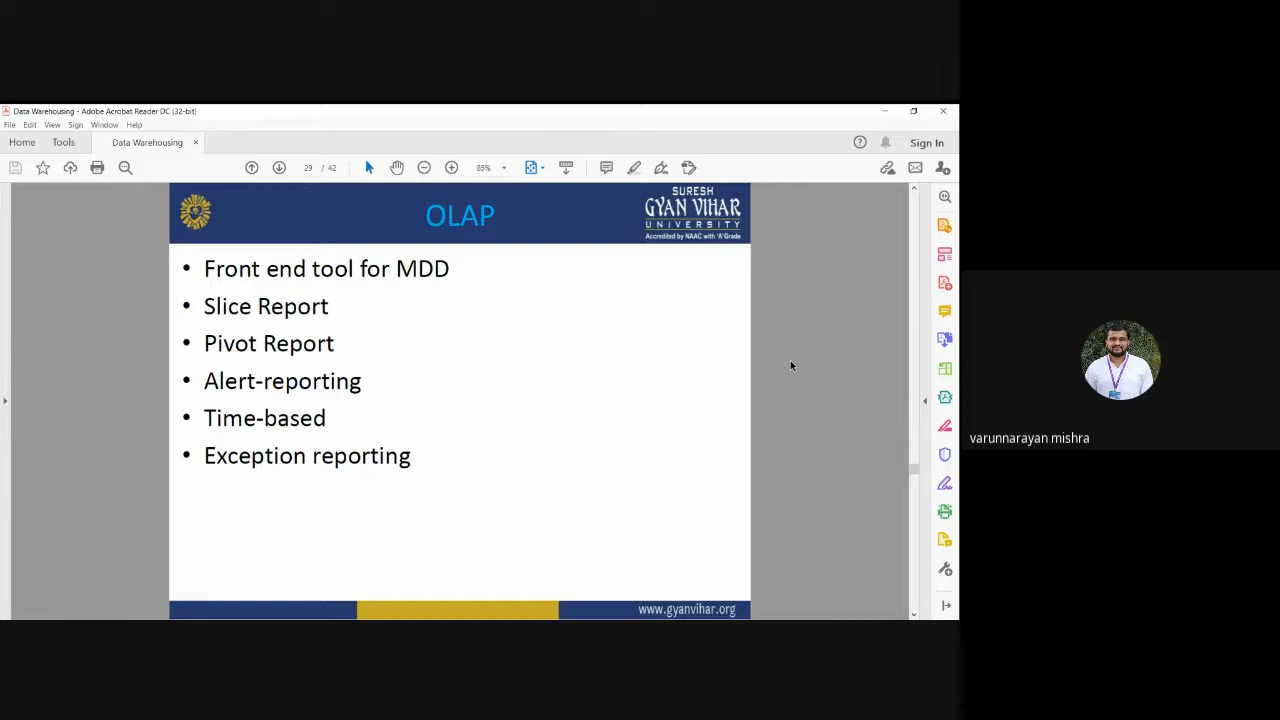 Data Warehousing - Adobe Acrobat Reader DC (32-bit)
File Edit View Sign Window Help
Home Tools Data Warehousing × Sign In
29 / 42 85%
OLAP
SURESH
GYAN VIHAR
UNIVERSITY
Accredited by NAAC with 'A' Grade
• Front end tool for MDD
• Slice Report
• Pivot Report
• Alert-reporting
• Time-based
• Exception reporting
www.gyanvihar.org
varunnarayan mishra